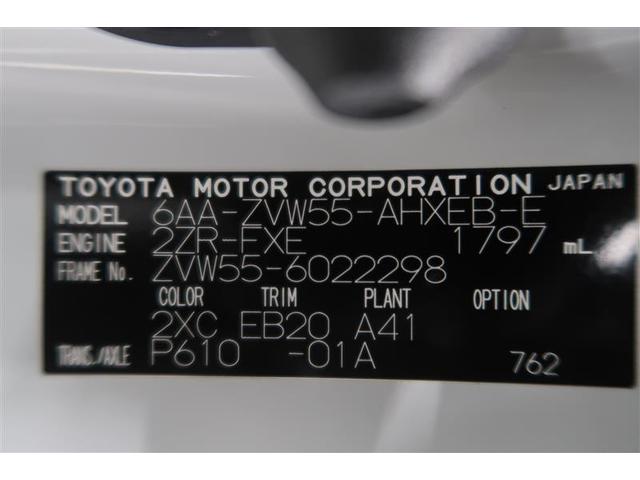 TOYOTA MOTOR CORPORATION JAPAN
MODEL 6AA-ZVW55-AHXEB-E
ENGINE 2ZR-FXE 1797 mL
FRAME No. ZVW55-6022298
COLOR TRIM PLANT OPTION
2XC EB20 A41
TRANS./AXLE P610 -01A 762